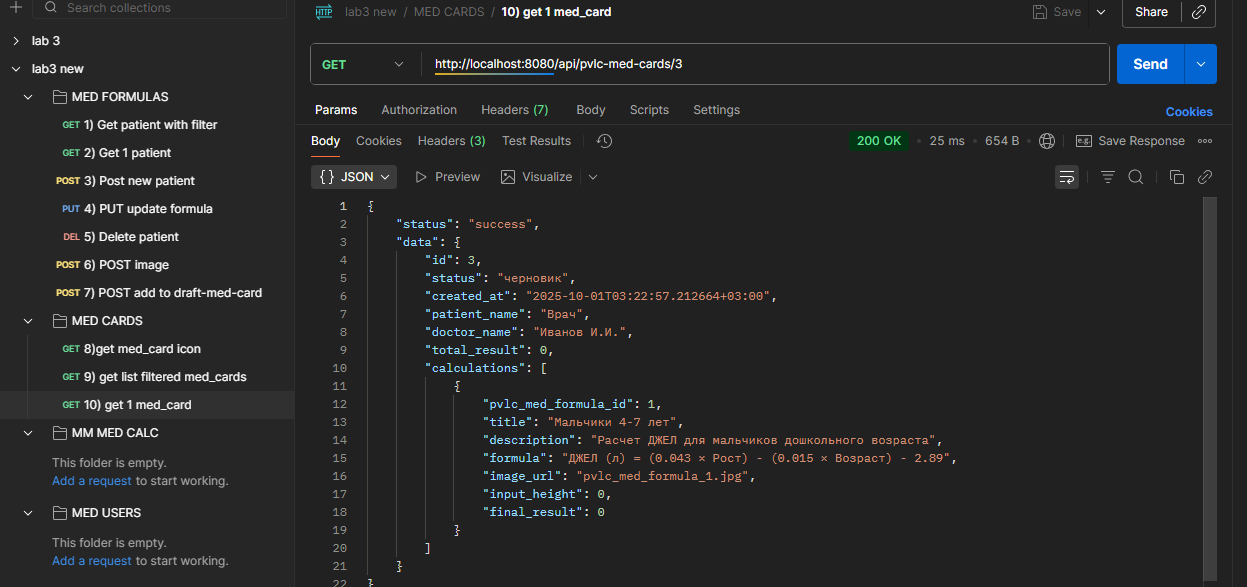 Search collections
lab 3
lab3 new
MED FORMULAS
GET 1) Get patient with filter
GET 2) Get 1 patient
POST 3) Post new patient
PUT 4) PUT update formula
DEL 5) Delete patient
POST 6) POST image
POST 7) POST add to draft-med-card
MED CARDS
GET 8)get med_card icon
GET 9) get list filtered med_cards
GET 10) get 1 med_card
MM MED CALC
This folder is empty.
Add a request to start working.
MED USERS
This folder is empty.
Add a request to start working.
HTTP lab3 new / MED CARDS / 10) get 1 med_card
Save
Share
GET
http://localhost:8080/api/pvlc-med-cards/3
Send
Params Authorization Headers (7) Body Scripts Settings
Cookies
Body Cookies Headers (3) Test Results
200 OK • 25 ms • 654 B
e.g. Save Response
{} JSON Preview Visualize
1 {
2 "status": "success",
3 "data": {
4 "id": 3,
5 "status": "черновик",
6 "created_at": "2025-10-01T03:22:57.212664+03:00",
7 "patient_name": "Врач",
8 "doctor_name": "Иванов И.И.",
9 "total_result": 0,
10 "calculations": [
11 {
12 "pvlc_med_formula_id": 1,
13 "title": "Мальчики 4-7 лет",
14 "description": "Расчет ДЖЕЛ для мальчиков дошкольного возраста",
15 "formula": "ДЖЕЛ (л) = (0.043 × Рост) - (0.015 × Возраст) - 2.89",
16 "image_url": "pvlc_med_formula_1.jpg",
17 "input_height": 0,
18 "final_result": 0
19 }
20 ]
21 }
22 }